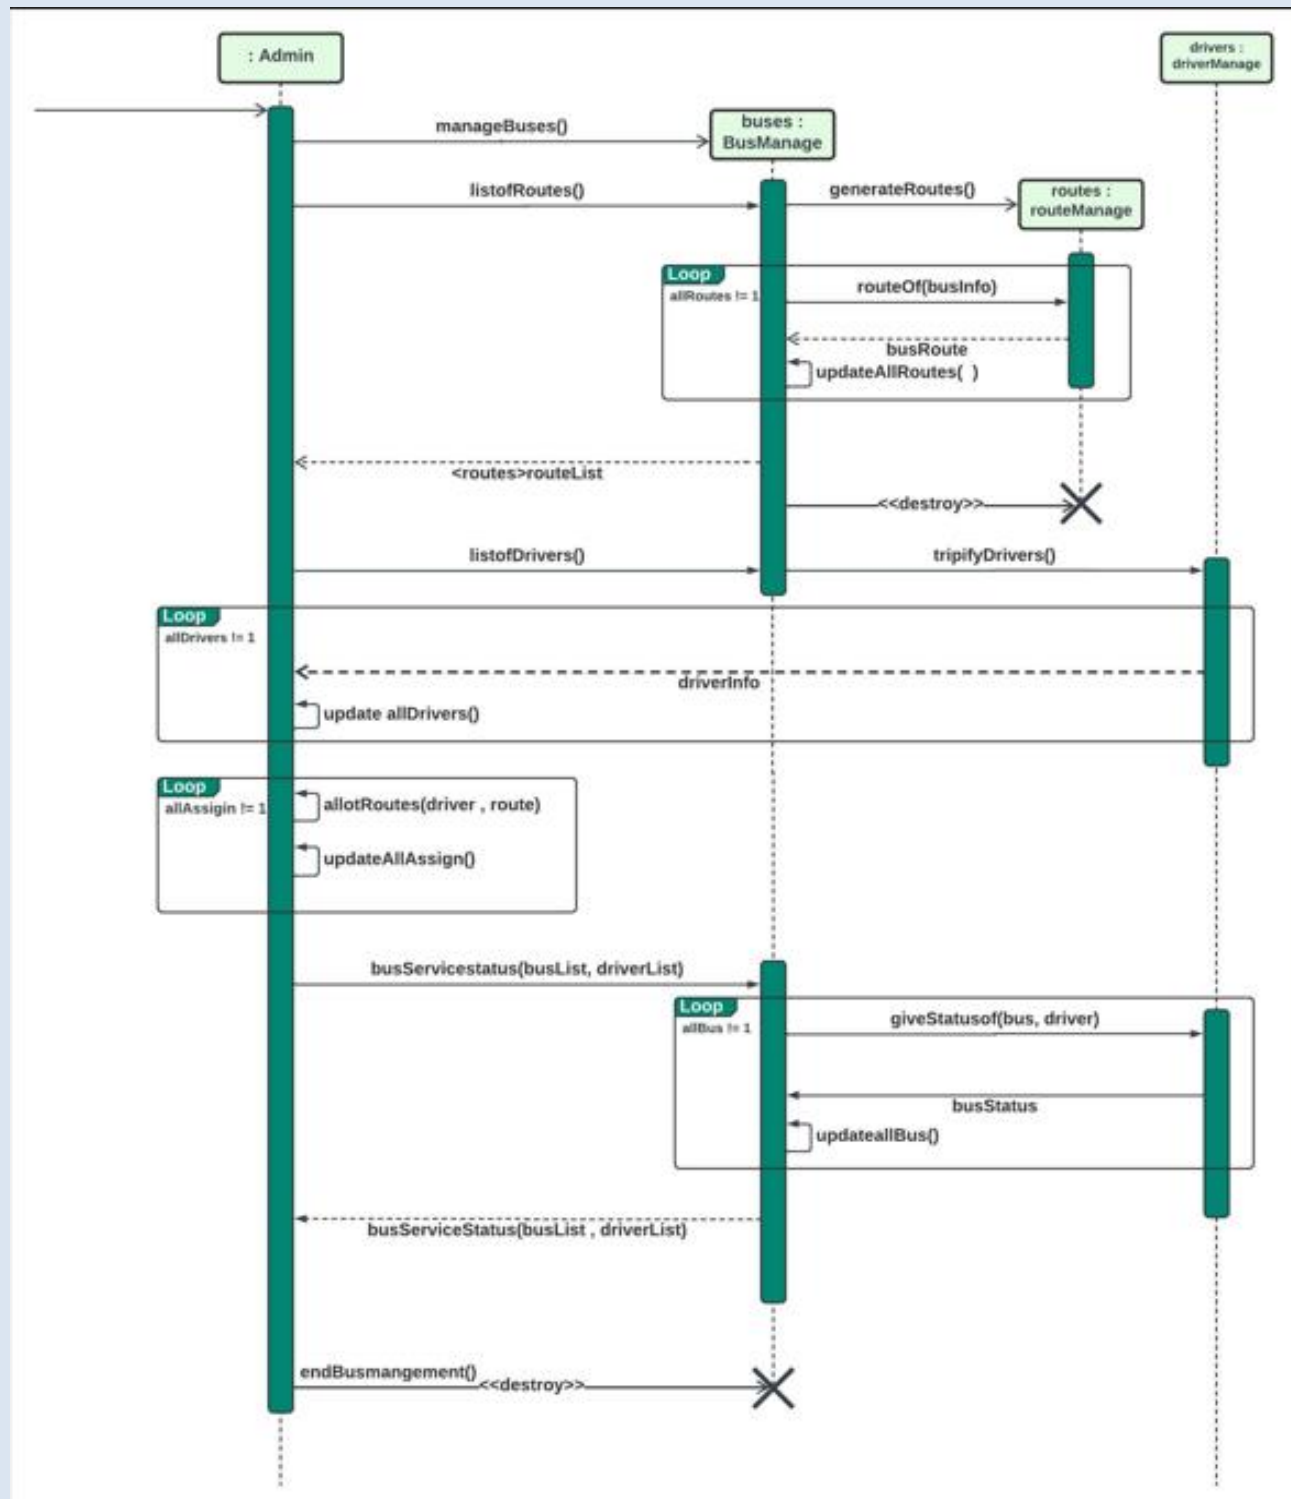 : Admin
drivers :
driverManage
manageBuses()
buses :
BusManage
listofRoutes()
generateRoutes()
routes :
routeManage
Loop
allRoutes != 1
routeOf(busInfo)
busRoute
updateAllRoutes(  )
<routes>routeList
<<destroy>>
listofDrivers()
tripifyDrivers()
Loop
allDrivers != 1
driverInfo
update allDrivers()
Loop
allAssigin != 1
allotRoutes(driver , route)
updateAllAssign()
busServicestatus(busList, driverList)
Loop
allBus != 1
giveStatusof(bus, driver)
busStatus
updateallBus()
busServiceStatus(busList , driverList)
endBusmangement()
<<destroy>>